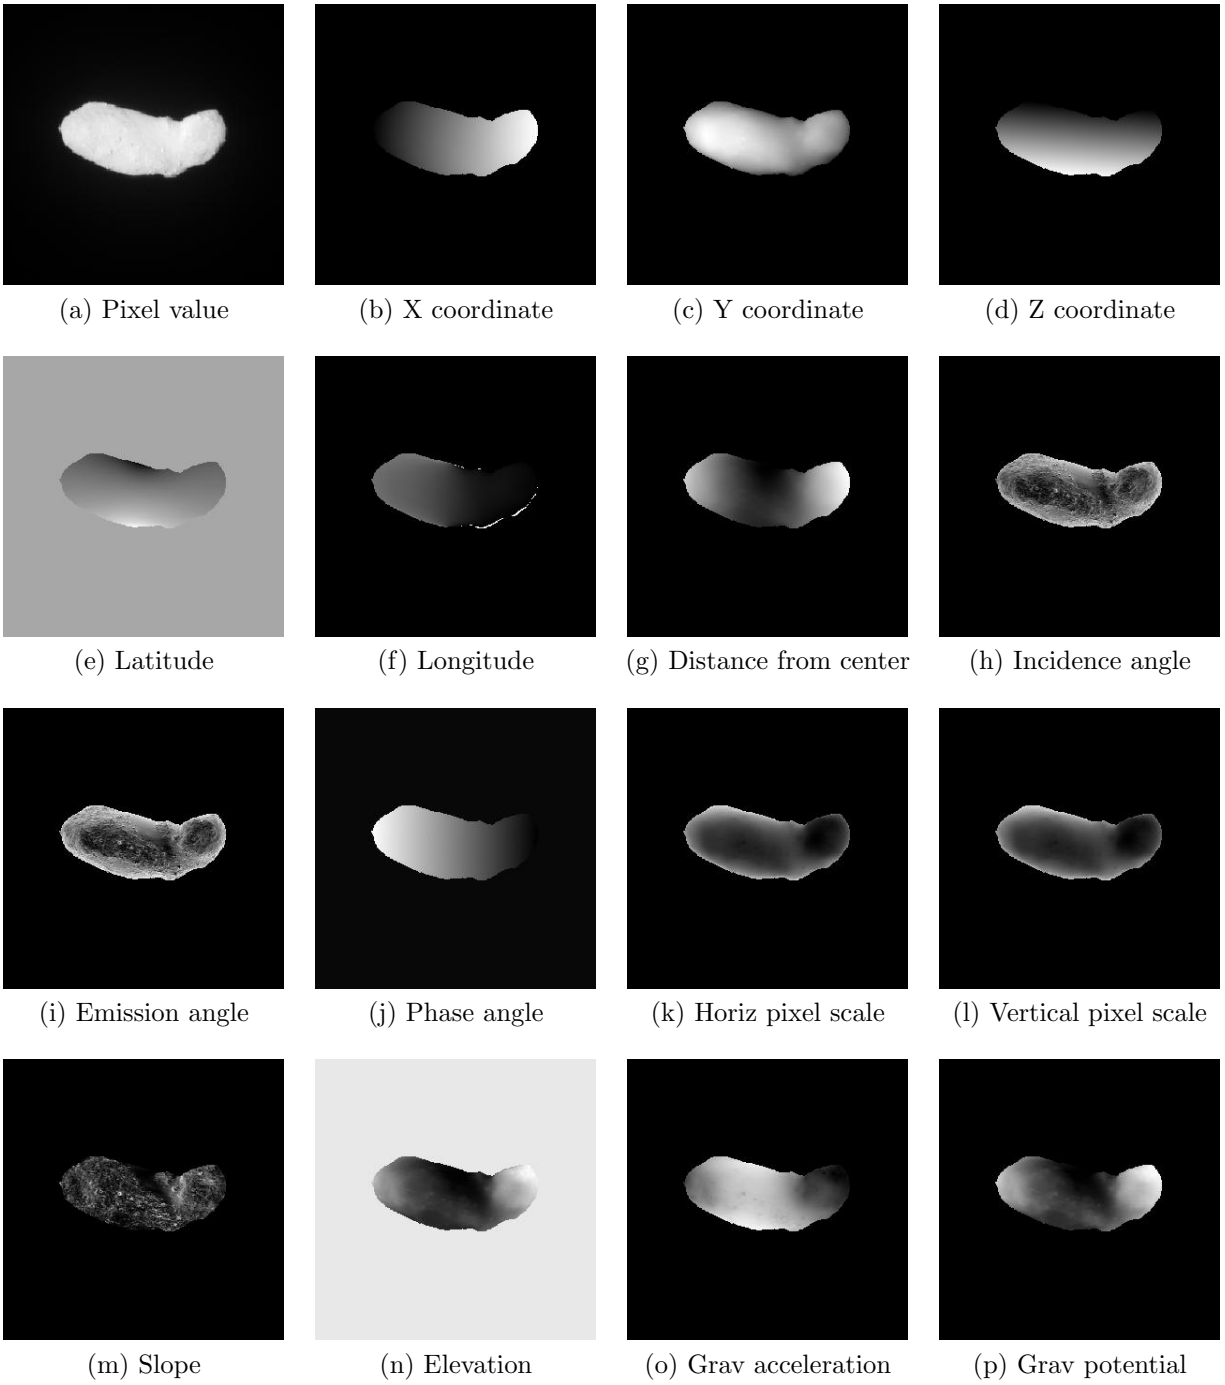 (a) Pixel value
(b) X coordinate
(c) Y coordinate
(d) Z coordinate
(e) Latitude
(f) Longitude
(g) Distance from center
(h) Incidence angle
(i) Emission angle
(j) Phase angle
(k) Horiz pixel scale
(l) Vertical pixel scale
(m) Slope
(n) Elevation
(o) Grav acceleration
(p) Grav potential